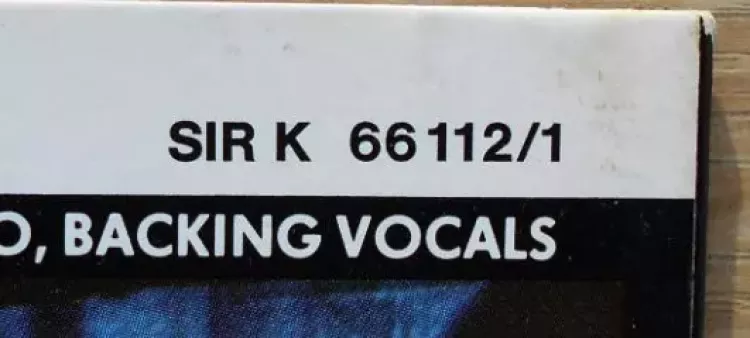 SIR K 66112/1
O, BACKING VOCALS